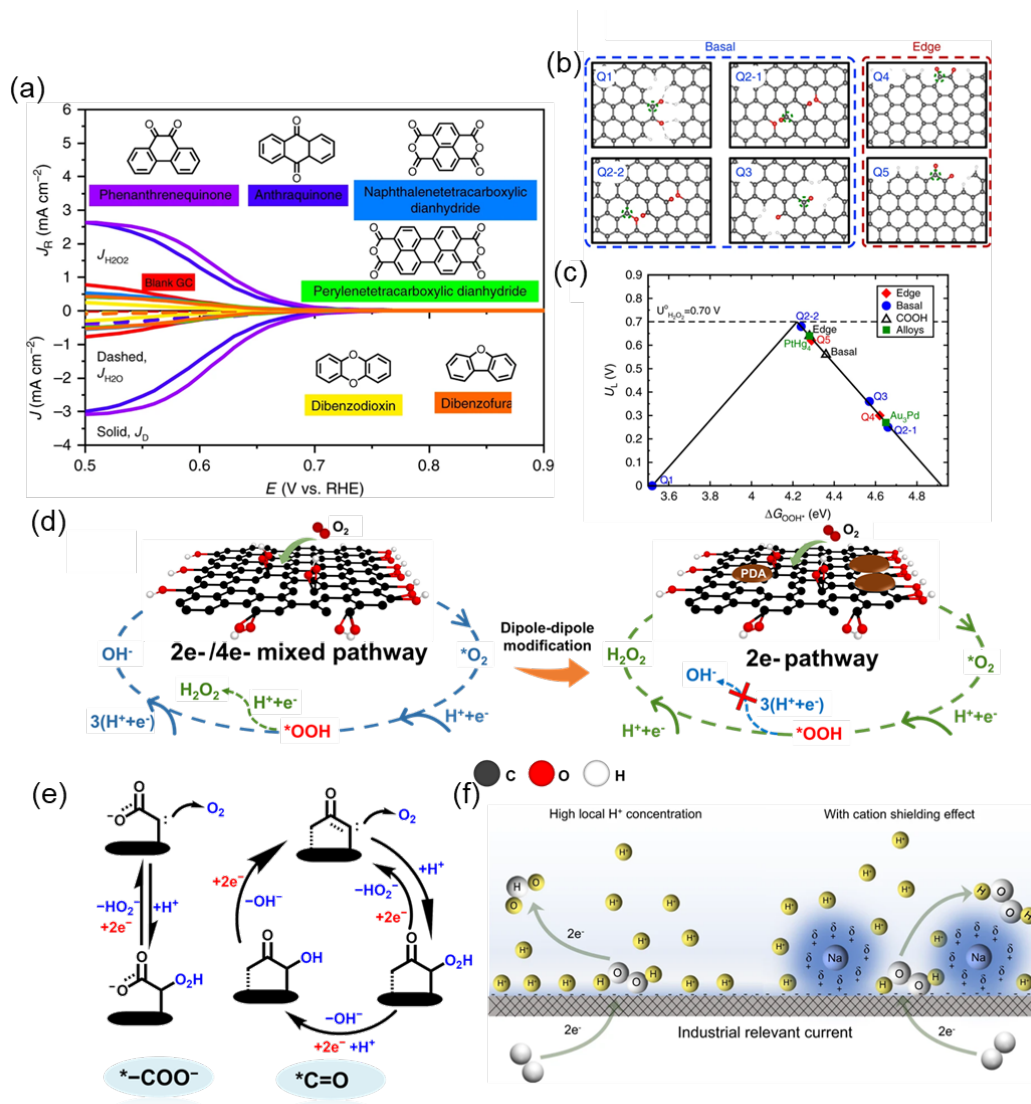 (a)
6
5
4
3
2
1
0
−1
−2
−3
−4
J_R (mA cm⁻²)
J (mA cm⁻²)
Phenanthrenequinone
Anthraquinone
Naphthalenetetracarboxylic
dianhydride
J_H2O2
Blank GC
Perylenetetracarboxylic dianhydride
Dashed,
J_H2O
Solid, J_D
Dibenzodioxin
Dibenzofura
0.5
0.6
0.7
0.8
0.9
E (V vs. RHE)
(b)
Basal
Edge
Q1
Q2-1
Q4
Q2-2
Q3
Q5
(c)
0.8
0.7
0.6
0.5
0.4
0.3
0.2
0.1
0
U_L (V)
U⁰_H₂O₂=0.70 V
Edge
Basal
COOH
Alloys
Q2-2
Edge
PtHg₄
Q5
Basal
Q3
Q4
Au₃Pd
Q2-1
Q1
3.6
3.8
4
4.2
4.4
4.6
4.8
ΔG_OOH* (eV)
(d)
O₂
2e-/4e- mixed pathway
OH⁻
*O₂
H₂O₂
H⁺+e⁻
3(H⁺+e⁻)
*OOH
H⁺+e⁻
Dipole-dipole
modification
O₂
PDA
2e- pathway
H₂O₂
*O₂
OH⁻
3(H⁺+e⁻)
H⁺+e⁻
*OOH
H⁺+e⁻
C
O
H
(e)
O
⁻O
O₂
−HO₂⁻
+2e⁻
+H⁺
O
⁻O
O₂H
*−COO⁻
O
O₂
+2e⁻
−OH⁻
−HO₂⁻
+2e⁻
+H⁺
O
OH
O
O₂H
−OH⁻
+2e⁻ +H⁺
*C=O
(f)
High local H⁺ concentration
With cation shielding effect
H⁺
H⁺
H⁺
H⁺
H⁺
H⁺
H⁺
H⁺
H⁺
H
O
O
2e⁻
O
O
H
Na
δ+
Na
δ+
H
O
O
H
2e⁻
2e⁻
Industrial relevant current
2e⁻